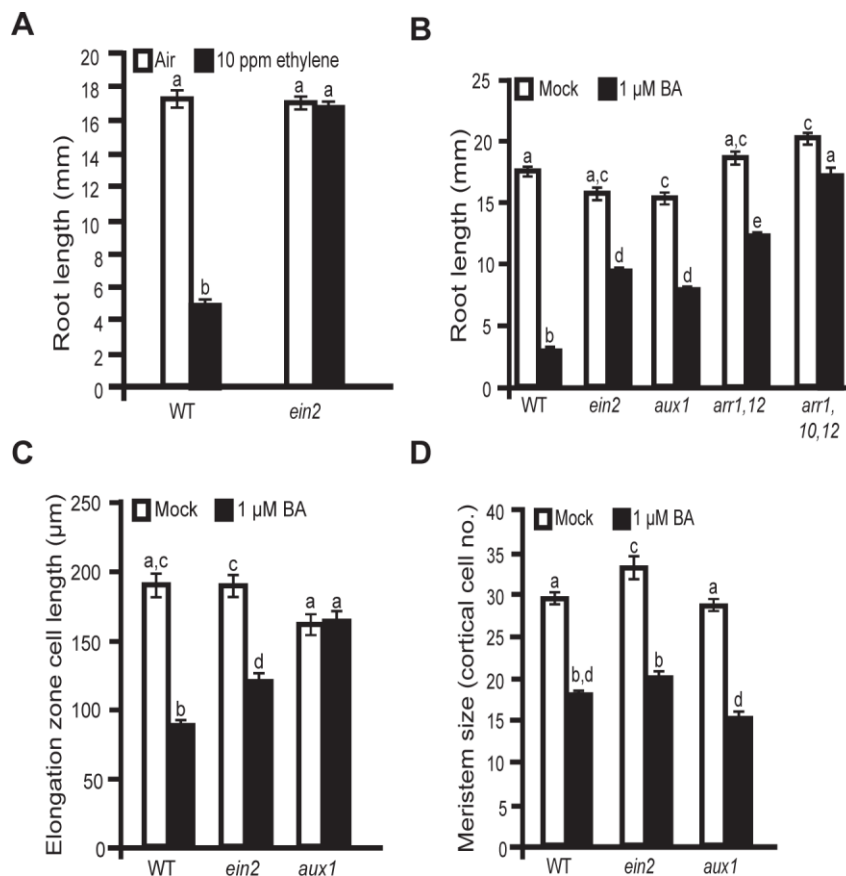 A
Air 10 ppm ethylene
Root length (mm)
20
18
16
14
12
10
8
6
4
2
0
a
b
a
a
WT
ein2
B
Mock 1 µM BA
Root length (mm)
25
20
15
10
5
0
a
b
a,c
d
c
d
a,c
e
c
a
WT
ein2
aux1
arr1,12
arr1,
10,12
C
Mock 1 µM BA
Elongation zone cell length (µm)
250
200
150
100
50
0
a,c
b
c
d
a
a
WT
ein2
aux1
D
Mock 1 µM BA
Meristem size (cortical cell no.)
40
35
30
25
20
15
10
5
0
a
b,d
c
b
a
d
WT
ein2
aux1